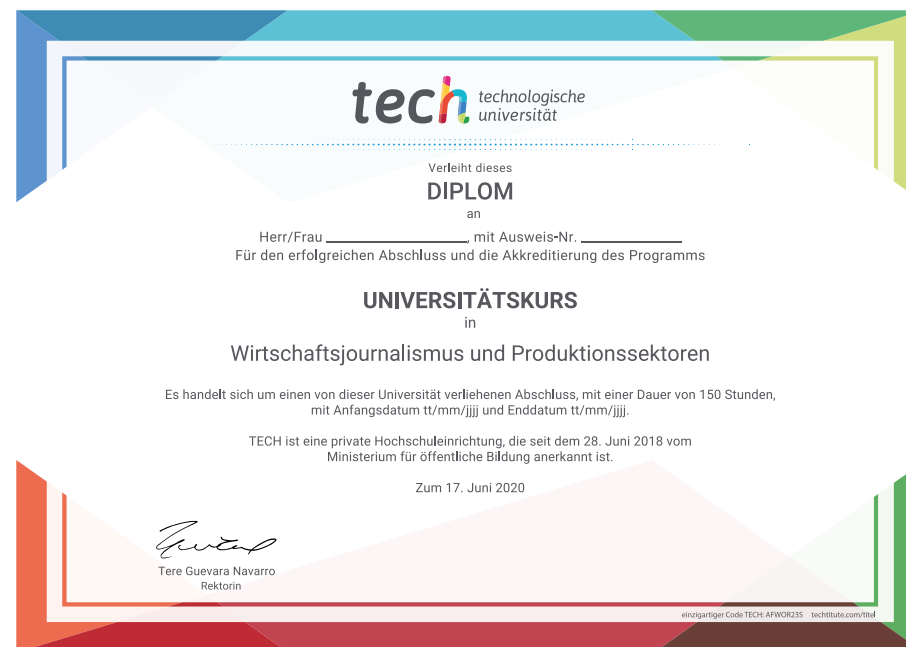 tech technologische
universität
Verleiht dieses
DIPLOM
an
Herr/Frau ____________, mit Ausweis-Nr. ____________
Für den erfolgreichen Abschluss und die Akkreditierung des Programms
UNIVERSITÄTSKURS
in
Wirtschaftsjournalismus und Produktionssektoren
Es handelt sich um einen von dieser Universität verliehenen Abschluss, mit einer Dauer von 150 Stunden,
mit Anfangsdatum tt/mm/jjjj und Enddatum tt/mm/jjjj.
TECH ist eine private Hochschuleinrichtung, die seit dem 28. Juni 2018 vom
Ministerium für öffentliche Bildung anerkannt ist.
Zum 17. Juni 2020
Tere Guevara Navarro
Rektorin
einzigartiger Code TECH: AFWOR23S techtitute.com/titel